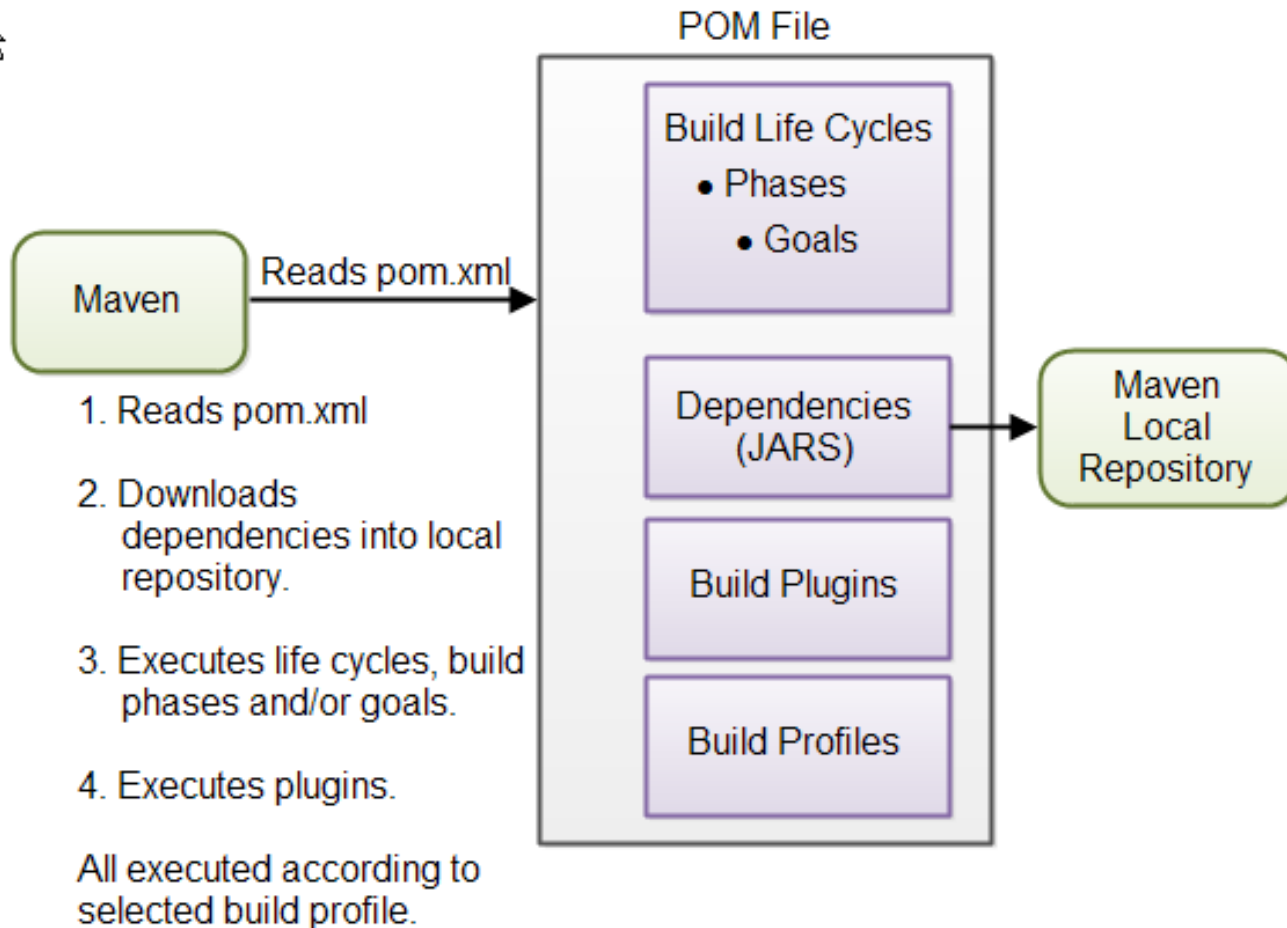 POM File
Build Life Cycles
● Phases
● Goals
Maven
Reads pom.xml
Dependencies
(JARS)
Maven
Local
Repository
Build Plugins
Build Profiles
1. Reads pom.xml
2. Downloads
dependencies into local
repository.
3. Executes life cycles, build
phases and/or goals.
4. Executes plugins.
All executed according to
selected build profile.